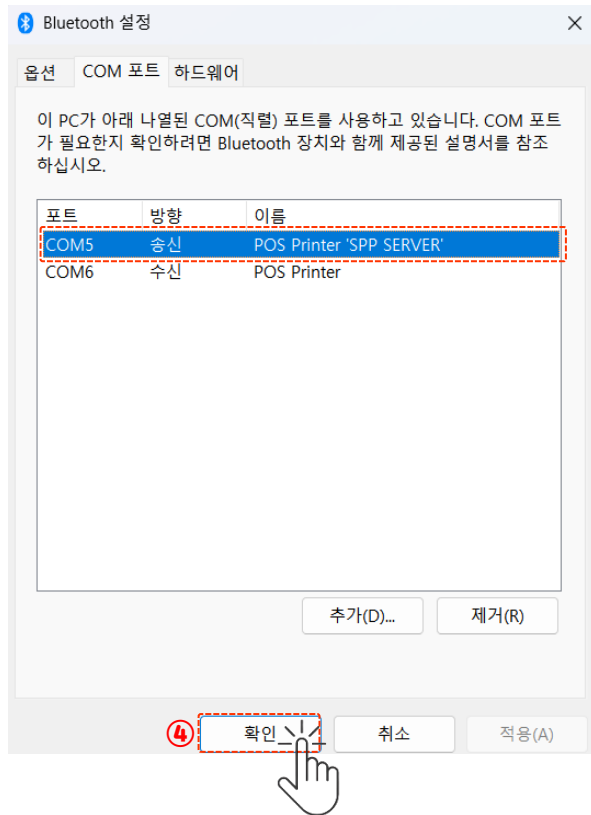 Bluetooth 설정
옵션 COM 포트 하드웨어
이 PC가 아래 나열된 COM(직렬) 포트를 사용하고 있습니다. COM 포트
가 필요한지 확인하려면 Bluetooth 장치와 함께 제공된 설명서를 참조
하십시오.
포트 방향 이름
COM5 송신 POS Printer 'SPP SERVER'
COM6 수신 POS Printer
추가(D)... 제거(R)
④ 확인 취소 적용(A)